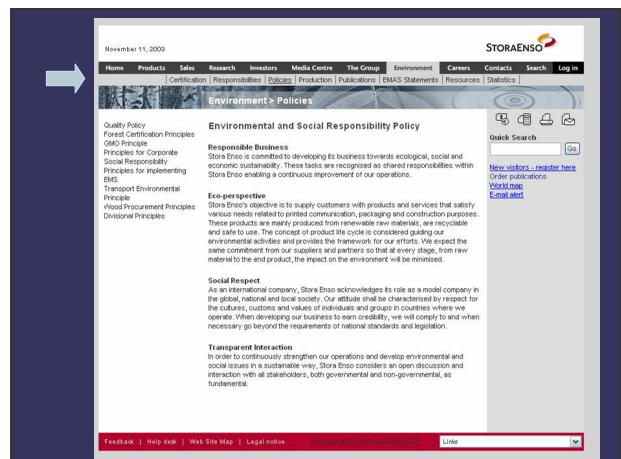 November 11, 2003
STORAENSO
Home Products Sales Research Investors Media Centre The Group Environment Careers Contacts Search Log in
Certification | Responsibilities | Policies | Production | Publications | EMAS Statements | Resources | Statistics |
Environment > Policies
Quality Policy
Forest Certification Principles
GMO Principle
Principles for Corporate
Social Responsibility
Principles for implementing
EMS
Transport Environmental
Principle
Wood Procurement Principles
Divisional Principles
Environmental and Social Responsibility Policy
Responsible Business
Stora Enso is committed to developing its business towards ecological, social and
economic sustainability. These tasks are recognised as shared responsibilities within
Stora Enso enabling a continuous improvement of our operations.
Eco-perspective
Stora Enso's objective is to supply customers with products and services that satisfy
various needs related to printed communication, packaging and construction purposes.
These products are mainly produced from renewable raw materials, are recyclable
and safe to use. The concept of product life cycle is considered guiding our
environmental activities and provides the framework for our efforts. We expect the
same commitment from our suppliers and partners so that at every stage, from raw
material to the end product, the impact on the environment will be minimised.
Social Respect
As an international company, Stora Enso acknowledges its role as a model company in
the global, national and local society. Our attitude shall be characterised by respect for
the cultures, customs and values of individuals and groups in countries where we
operate. When developing our business to earn credibility, we will comply to and when
necessary go beyond the requirements of national standards and legislation.
Transparent Interaction
In order to continuously strengthen our operations and develop environmental and
social issues in a sustainable way, Stora Enso considers an open discussion and
interaction with all stakeholders, both governmental and non-governmental, as
fundamental.
Quick Search
Go
New visitors - register here
Order publications
World map
E-mail alert
Feedback | Help desk | Web Site Map | Legal notice
Links